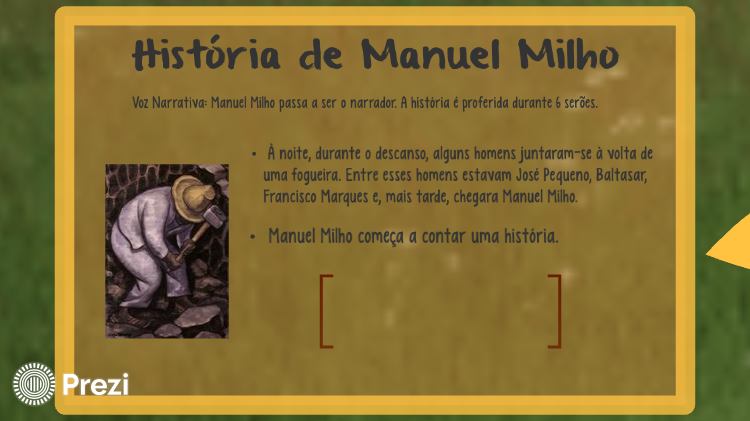 História de Manuel Milho
Voz Narrativa: Manuel Milho passa a ser o narrador. A história é proferida durante 6 serões.
• À noite, durante o descanso, alguns homens juntaram-se à volta de
uma fogueira. Entre esses homens estavam José Pequeno, Baltasar,
Francisco Marques e, mais tarde, chegara Manuel Milho.
• Manuel Milho começa a contar uma história.
Prezi